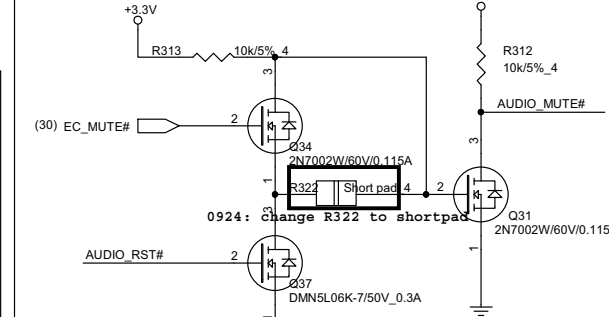 +3.3V
R313
10k/5%_4
3
R312
10k/5%_4
AUDIO_MUTE#
(30)
EC_MUTE#
2
Q34
2N7002W/60V/0.115A
3
1
R322
Short pad_4
2
0924: change R322 to shortpad
Q31
2N7002W/60V/0.115
3
1
AUDIO_RST#
2
Q37
DMN5L06K-7/50V_0.3A
1